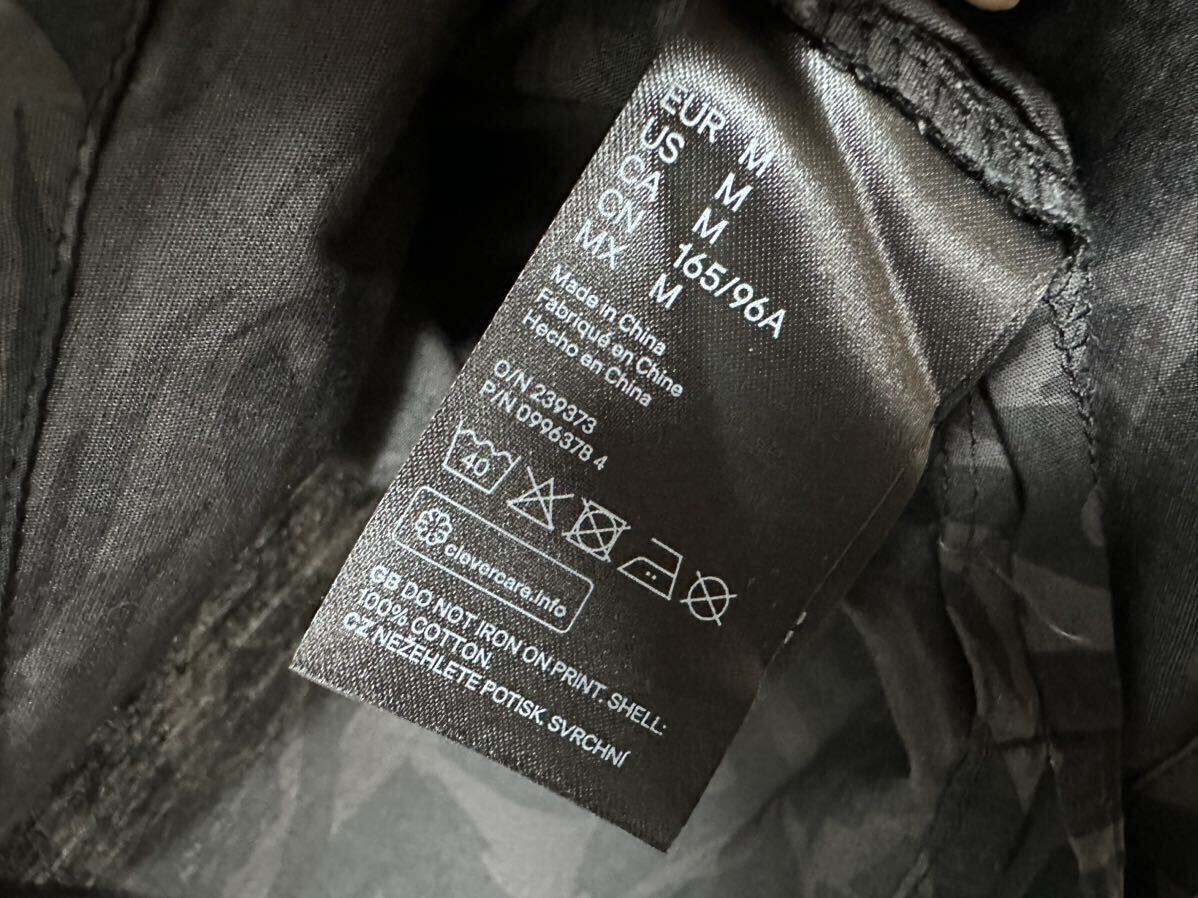 EUR M
US M
CA M
CN 165/96A
MX M
Made in China
Fabriqué en Chine
Hecho en China
O/N 239373
P/N D996378 4
40
clevercare.info
GB DO NOT IRON ON PRINT. SHELL:
100% COTTON.
CZ NEŽEHLETE POTISK. SVRCHNÍ